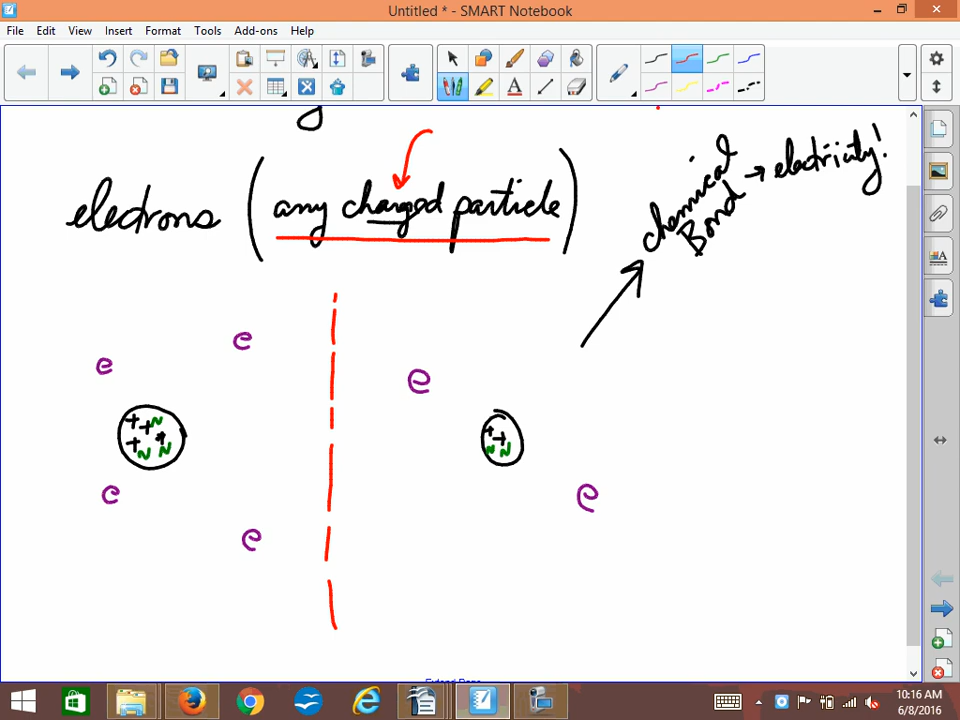 Untitled * - SMART Notebook
File Edit View Insert Format Tools Add-ons Help
electrons (any charged particle)
chemical
Bond → electricity!
e
e
e
e
e
e
+ + + +
N N N
+ +
N N
10:16 AM
6/8/2016